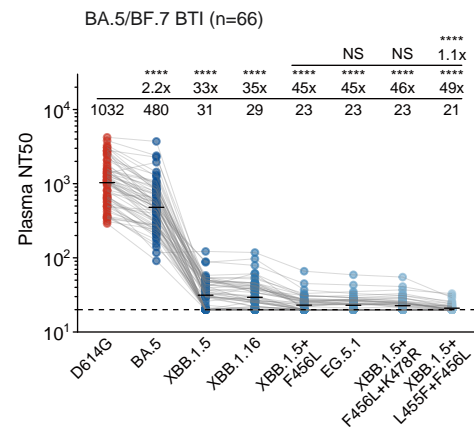 BA.5/BF.7 BTI (n=66)
****
NS NS 1.1x
**** **** **** **** **** **** ****
2.2x 33x 35x 45x 45x 46x 49x
1032 480 31 29 23 23 23 21
Plasma NT50
10^4
10^3
10^2
10^1
D614G
BA.5
XBB.1.5
XBB.1.16
XBB.1.5+
F456L
EG.5.1
XBB.1.5+
F456L+K478R
XBB.1.5+
L455F+F456L